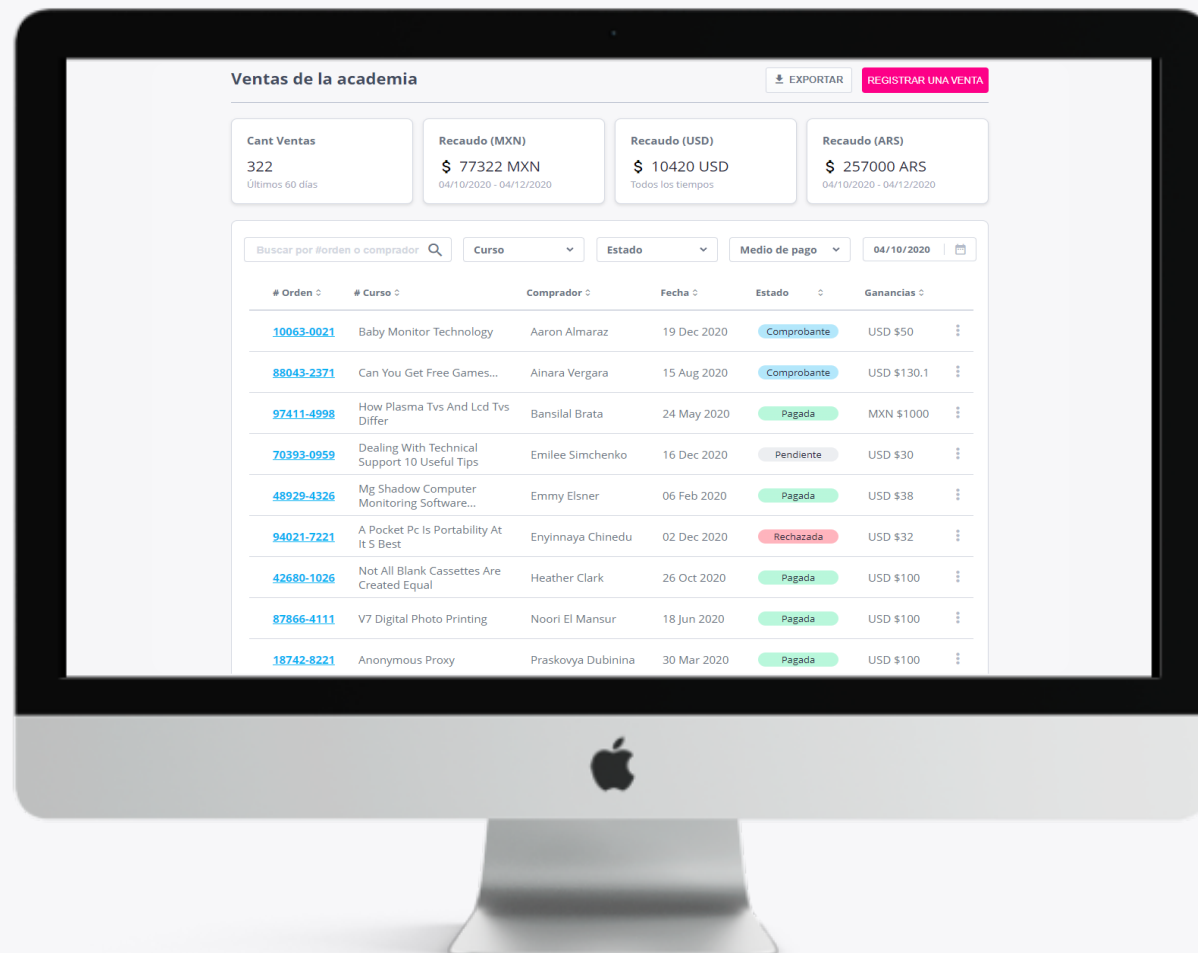 Ventas de la academia
EXPORTAR
REGISTRAR UNA VENTA
Cant Ventas
322
Últimos 60 días
Recaudo (MXN)
$ 77322 MXN
04/10/2020 - 04/12/2020
Recaudo (USD)
$ 10420 USD
Todos los tiempos
Recaudo (ARS)
$ 257000 ARS
04/10/2020 - 04/12/2020
Buscar por #orden o comprador
Curso
Estado
Medio de pago
04/10/2020
# Orden # Curso Comprador Fecha Estado Ganancias
10063-0021 Baby Monitor Technology Aaron Almaraz 19 Dec 2020 Comprobante USD $50
88043-2371 Can You Get Free Games... Ainara Vergara 15 Aug 2020 Comprobante USD $130.1
97411-4998 How Plasma Tvs And Lcd Tvs
Differ Bansilal Brata 24 May 2020 Pagada MXN $1000
70393-0959 Dealing With Technical
Support 10 Useful Tips Emilee Simchenko 16 Dec 2020 Pendiente USD $30
48929-4326 Mg Shadow Computer
Monitoring Software... Emmy Elsner 06 Feb 2020 Pagada USD $38
94021-7221 A Pocket Pc Is Portability At
It S Best Enyinnaya Chinedu 02 Dec 2020 Rechazada USD $32
42680-1026 Not All Blank Cassettes Are
Created Equal Heather Clark 26 Oct 2020 Pagada USD $100
87866-4111 V7 Digital Photo Printing Noori El Mansur 18 Jun 2020 Pagada USD $100
18742-8221 Anonymous Proxy Praskovya Dubinina 30 Mar 2020 Pagada USD $100